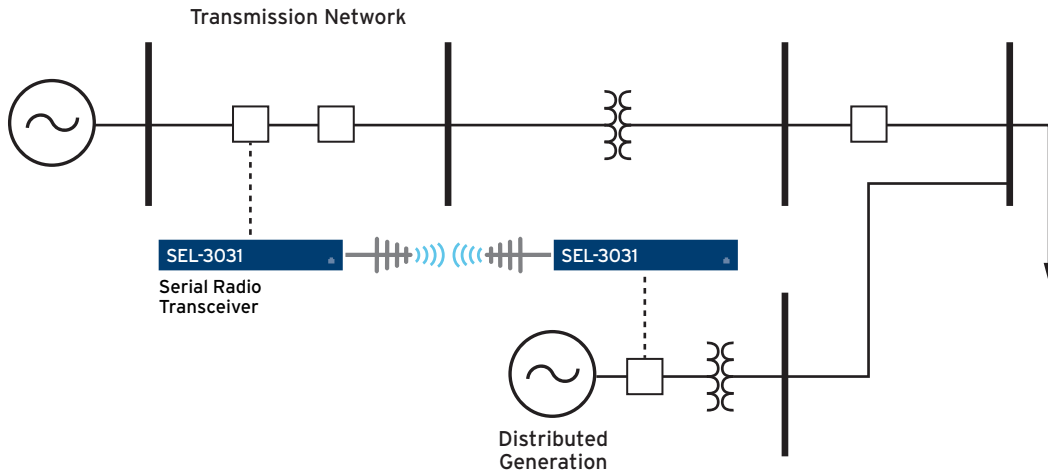 Transmission Network
SEL-3031
SEL-3031
Serial Radio
Transceiver
Distributed
Generation